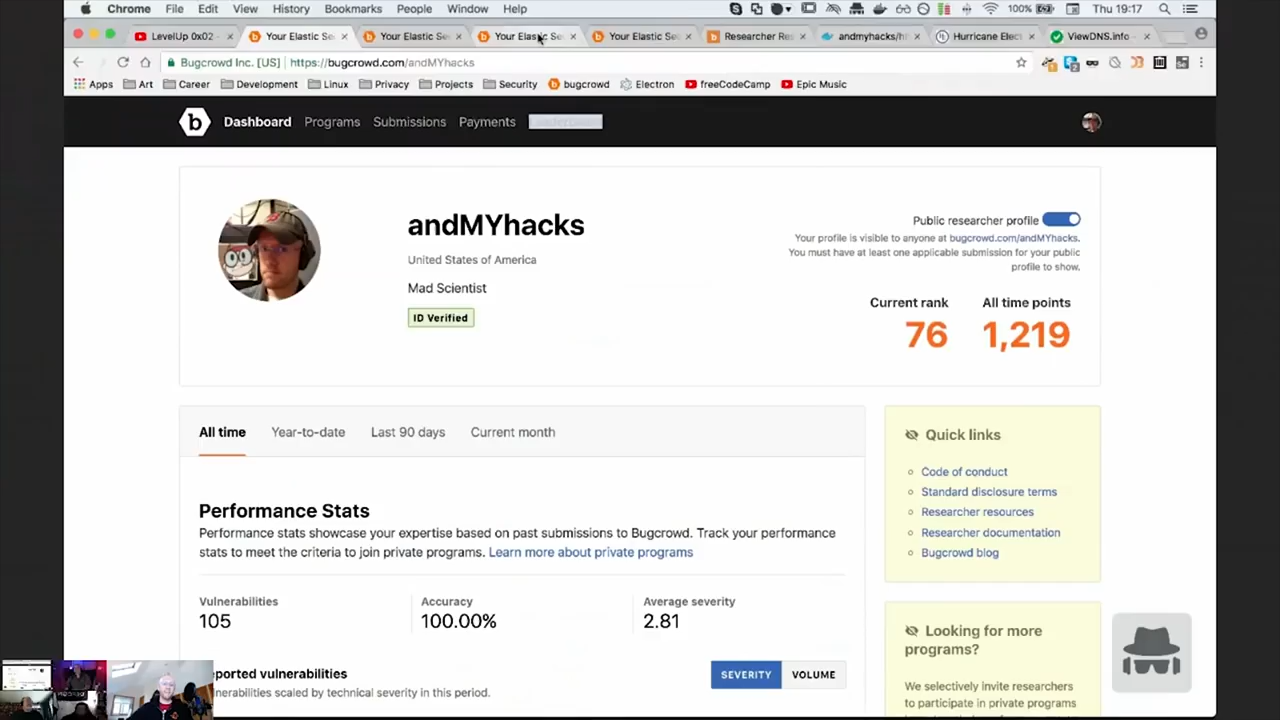 Chrome File Edit View History Bookmarks People Window Help 100% Thu 19:17
LevelUp 0x02 - Your Elastic Se Your Elastic Sec Your Elastic Se Your Elastic Sec Researcher Res andmyhacks/h Hurricane Elect ViewDNS.info -
Bugcrowd Inc. [US] https://bugcrowd.com/andMYhacks
Apps Art Career Development Linux Privacy Projects Security bugcrowd Electron freeCodeCamp Epic Music
b Dashboard Programs Submissions Payments
andMYhacks
United States of America
Mad Scientist
ID Verified
Public researcher profile
Your profile is visible to anyone at bugcrowd.com/andMYhacks.
You must have at least one applicable submission for your public
profile to show.
Current rank All time points
76 1,219
All time Year-to-date Last 90 days Current month
Performance Stats
Performance stats showcase your expertise based on past submissions to Bugcrowd. Track your performance
stats to meet the criteria to join private programs. Learn more about private programs
Vulnerabilities Accuracy Average severity
105 100.00% 2.81
ported vulnerabilities
nerabilities scaled by technical severity in this period.
SEVERITY VOLUME
Quick links
Code of conduct
Standard disclosure terms
Researcher resources
Researcher documentation
Bugcrowd blog
Looking for more
programs?
We selectively invite researchers
to participate in private programs